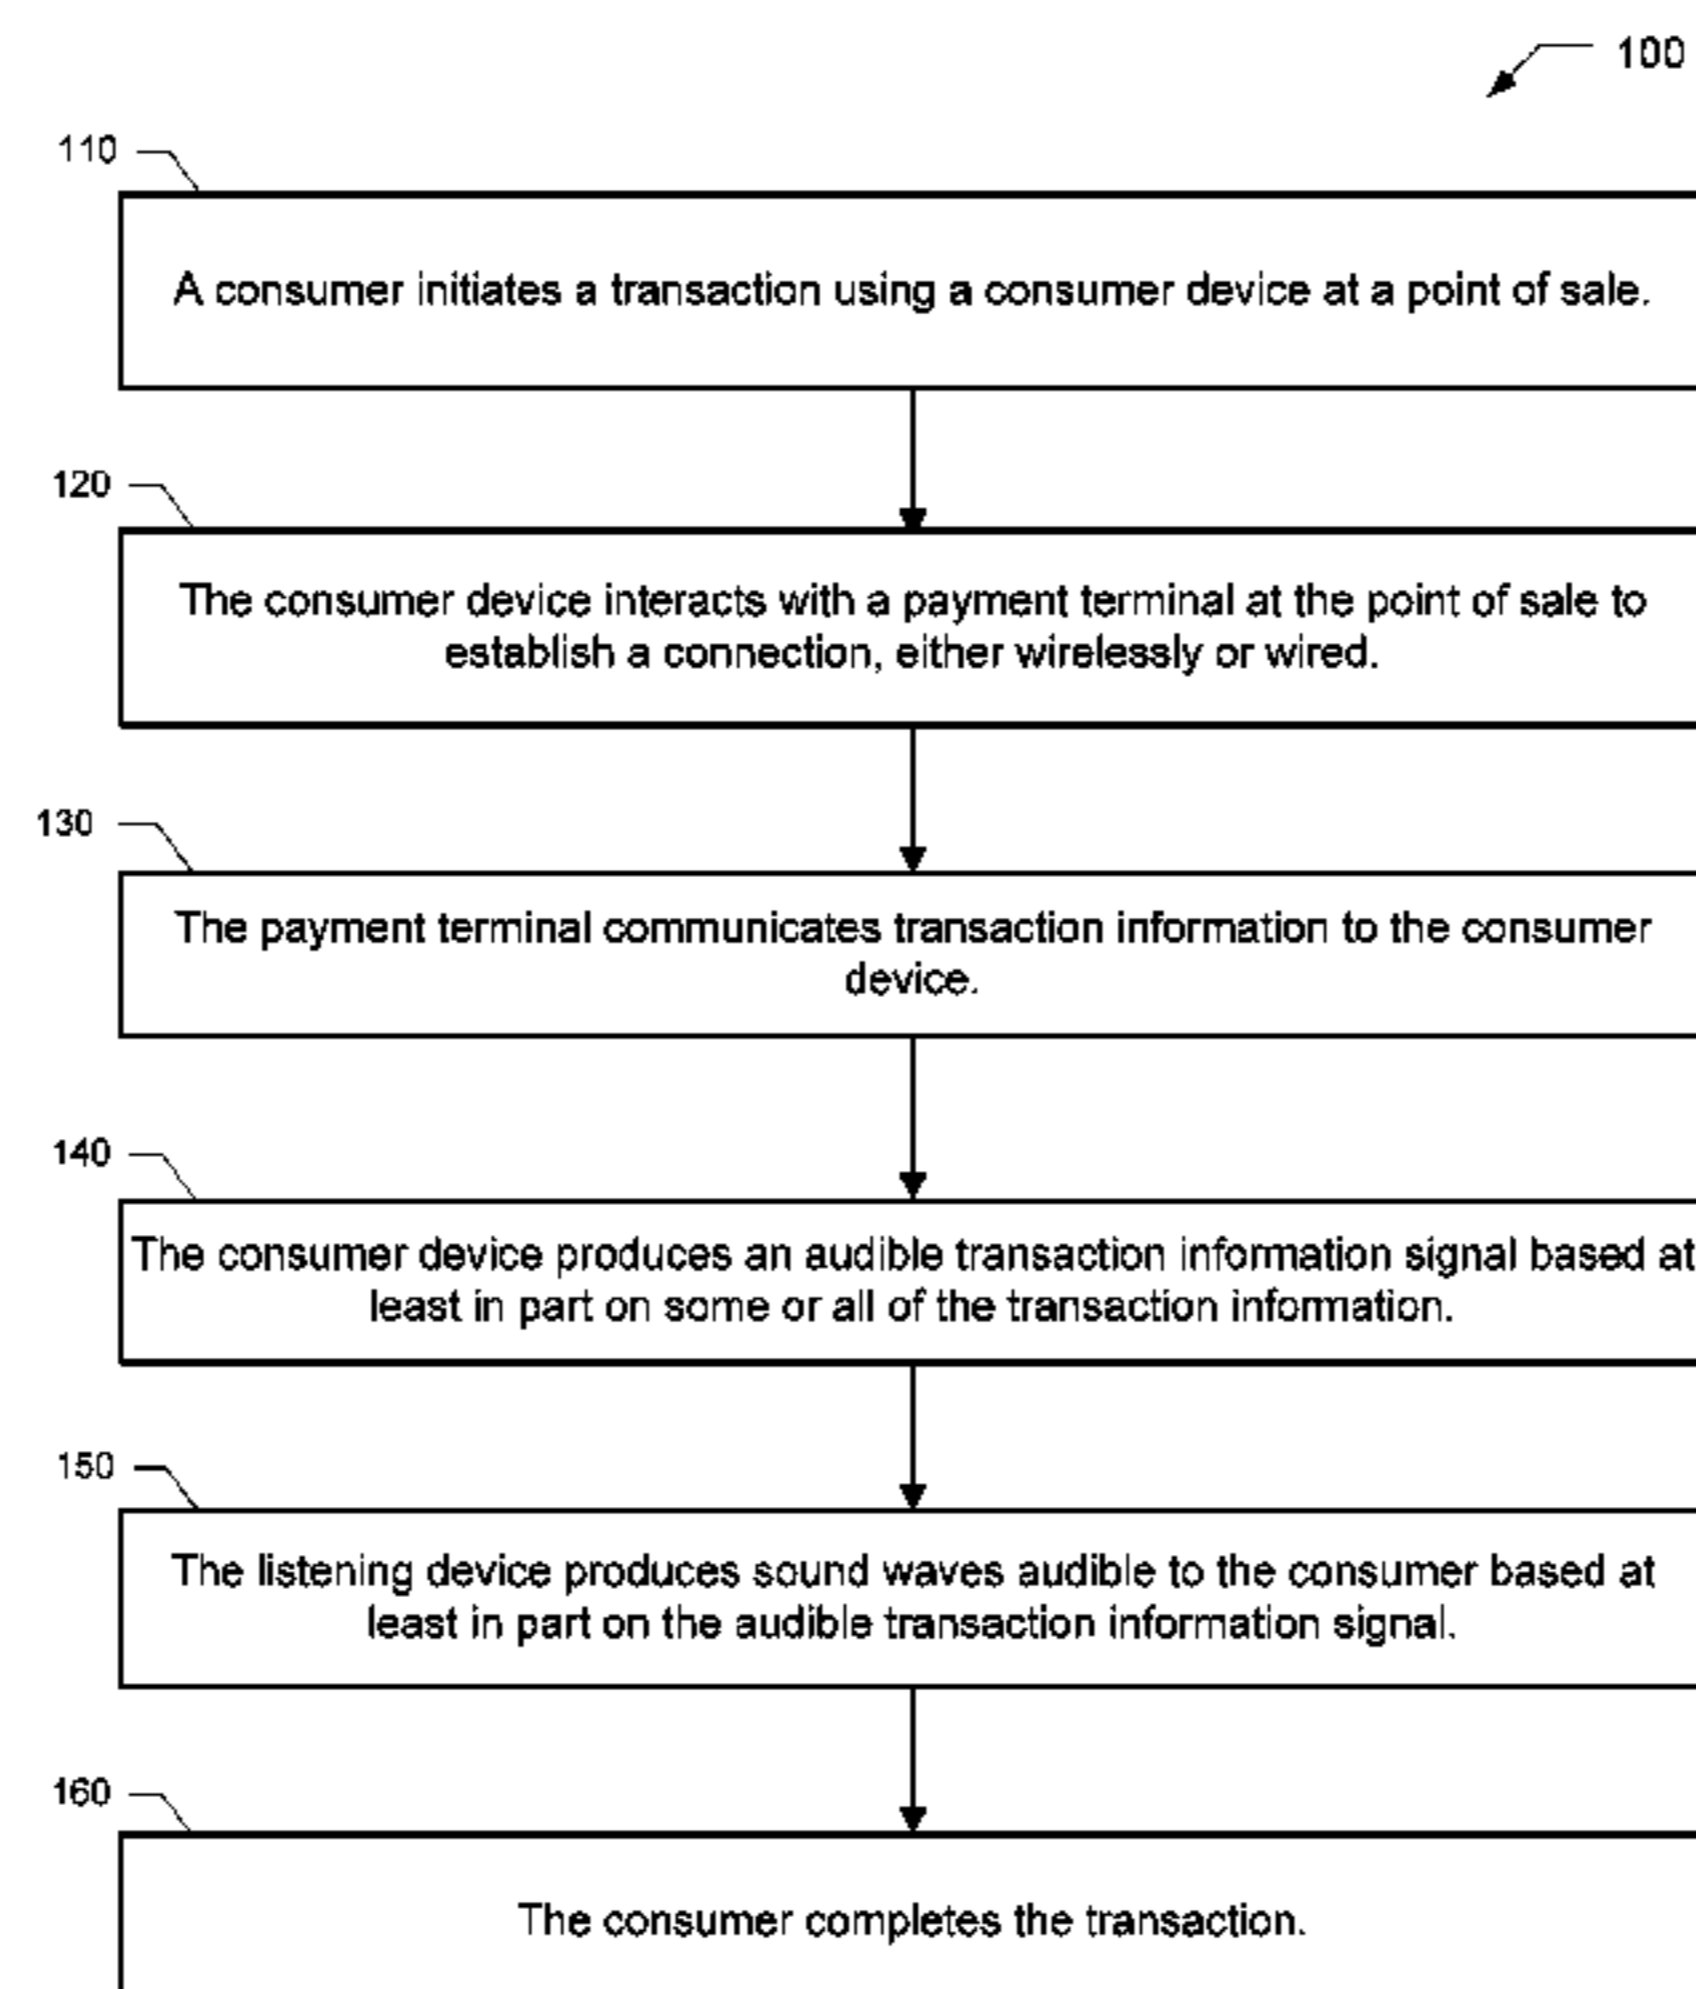 100
110
A consumer initiates a transaction using a consumer device at a point of sale.
120
The consumer device interacts with a payment terminal at the point of sale to
establish a connection, either wirelessly or wired.
130
The payment terminal communicates transaction information to the consumer
device.
140
The consumer device produces an audible transaction information signal based at
least in part on some or all of the transaction information.
150
The listening device produces sound waves audible to the consumer based at
least in part on the audible transaction information signal.
160
The consumer completes the transaction.